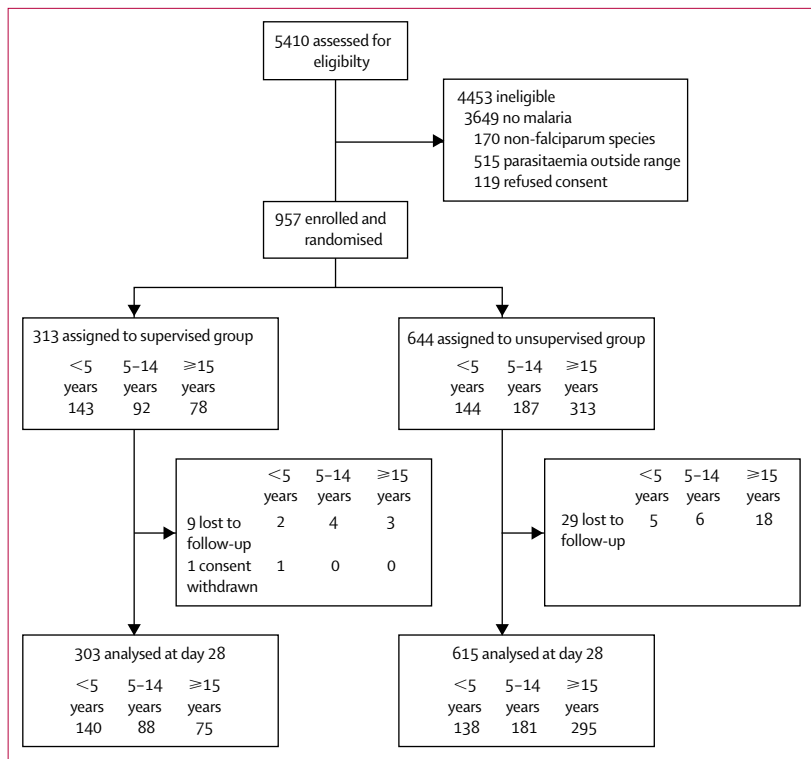 5410 assessed for
eligibilty
4453 ineligible
3649 no malaria
170 non-falciparum species
515 parasitaemia outside range
119 refused consent
957 enrolled and
randomised
313 assigned to supervised group
<5 5–14 ≥15
years years years
143 92 78
644 assigned to unsupervised group
<5 5–14 ≥15
years years years
144 187 313
<5 5–14 ≥15
years years years
9 lost to 2 4 3
follow-up
1 consent 1 0 0
withdrawn
<5 5–14 ≥15
years years years
29 lost to 5 6 18
follow-up
303 analysed at day 28
<5 5–14 ≥15
years years years
140 88 75
615 analysed at day 28
<5 5–14 ≥15
years years years
138 181 295